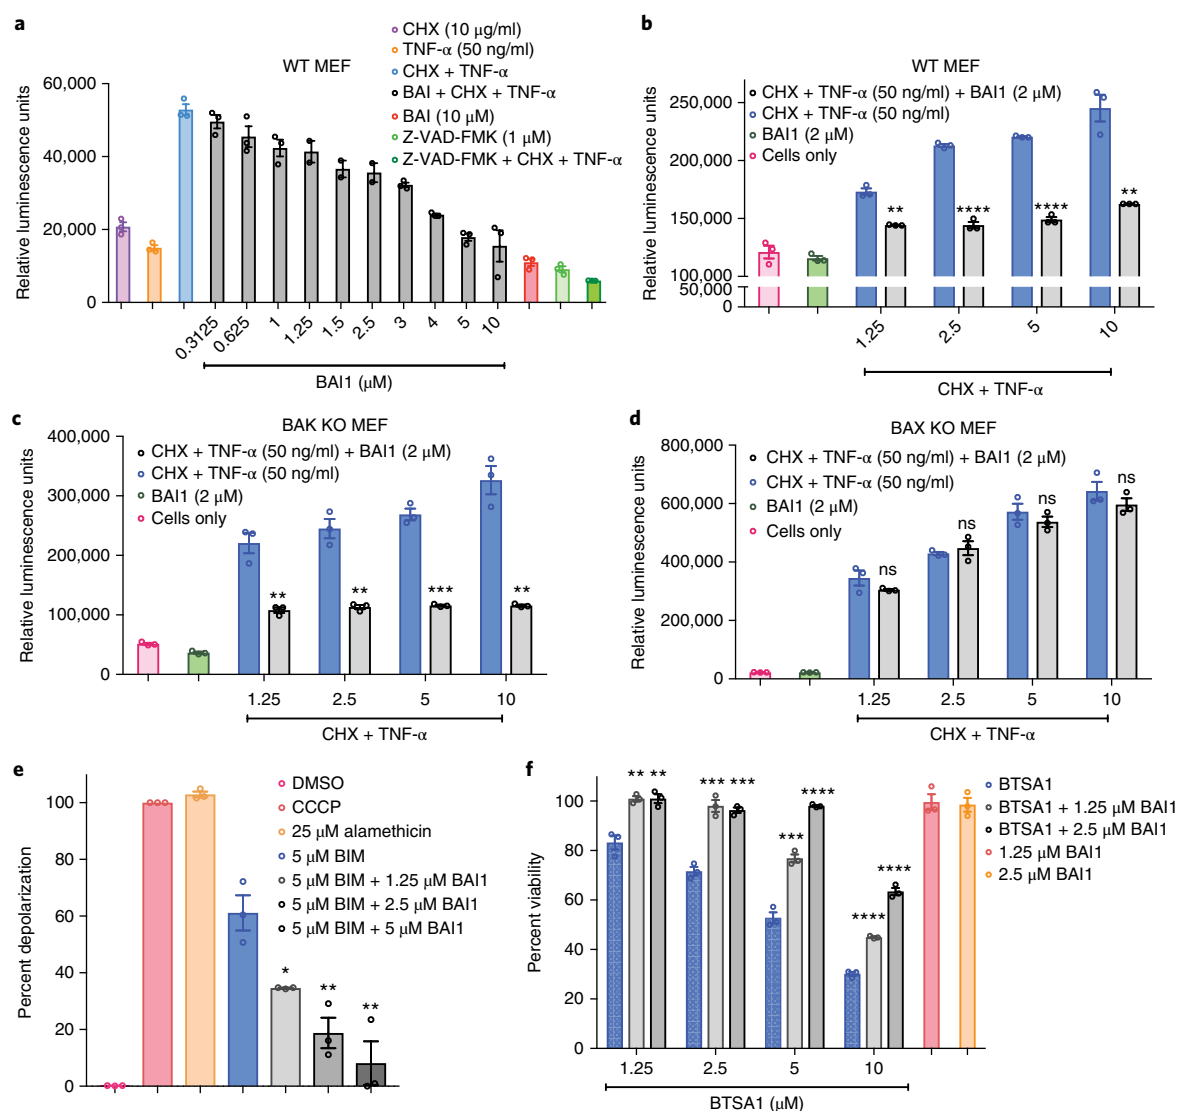 a
CHX (10 μg/ml)
TNF-α (50 ng/ml)
CHX + TNF-α
BAI + CHX + TNF-α
BAI (10 μM)
Z-VAD-FMK (1 μM)
Z-VAD-FMK + CHX + TNF-α
WT MEF
Relative luminescence units
60,000
40,000
20,000
0
0.3125
0.625
1
1.25
1.5
2.5
3
4
5
10
BAI1 (μM)
b
WT MEF
CHX + TNF-α (50 ng/ml) + BAI1 (2 μM)
CHX + TNF-α (50 ng/ml)
BAI1 (2 μM)
Cells only
Relative luminescence units
250,000
200,000
150,000
100,000
50,000
0
** **** **** **
1.25
2.5
5
10
CHX + TNF-α
c
BAK KO MEF
CHX + TNF-α (50 ng/ml) + BAI1 (2 μM)
CHX + TNF-α (50 ng/ml)
BAI1 (2 μM)
Cells only
Relative luminescence units
400,000
300,000
200,000
100,000
0
** ** *** **
1.25 2.5 5 10
CHX + TNF-α
d
BAX KO MEF
CHX + TNF-α (50 ng/ml) + BAI1 (2 μM)
CHX + TNF-α (50 ng/ml)
BAI1 (2 μM)
Cells only
Relative luminescence units
800,000
600,000
400,000
200,000
0
ns ns ns ns
1.25 2.5 5 10
CHX + TNF-α
e
DMSO
CCCP
25 μM alamethicin
5 μM BIM
5 μM BIM + 1.25 μM BAI1
5 μM BIM + 2.5 μM BAI1
5 μM BIM + 5 μM BAI1
Percent depolarization
100
80
60
40
20
0
* ** **
f
BTSA1
BTSA1 + 1.25 μM BAI1
BTSA1 + 2.5 μM BAI1
1.25 μM BAI1
2.5 μM BAI1
Percent viability
100
80
60
40
20
0
** ** *** *** *** **** **** ****
1.25 2.5 5 10
BTSA1 (μM)